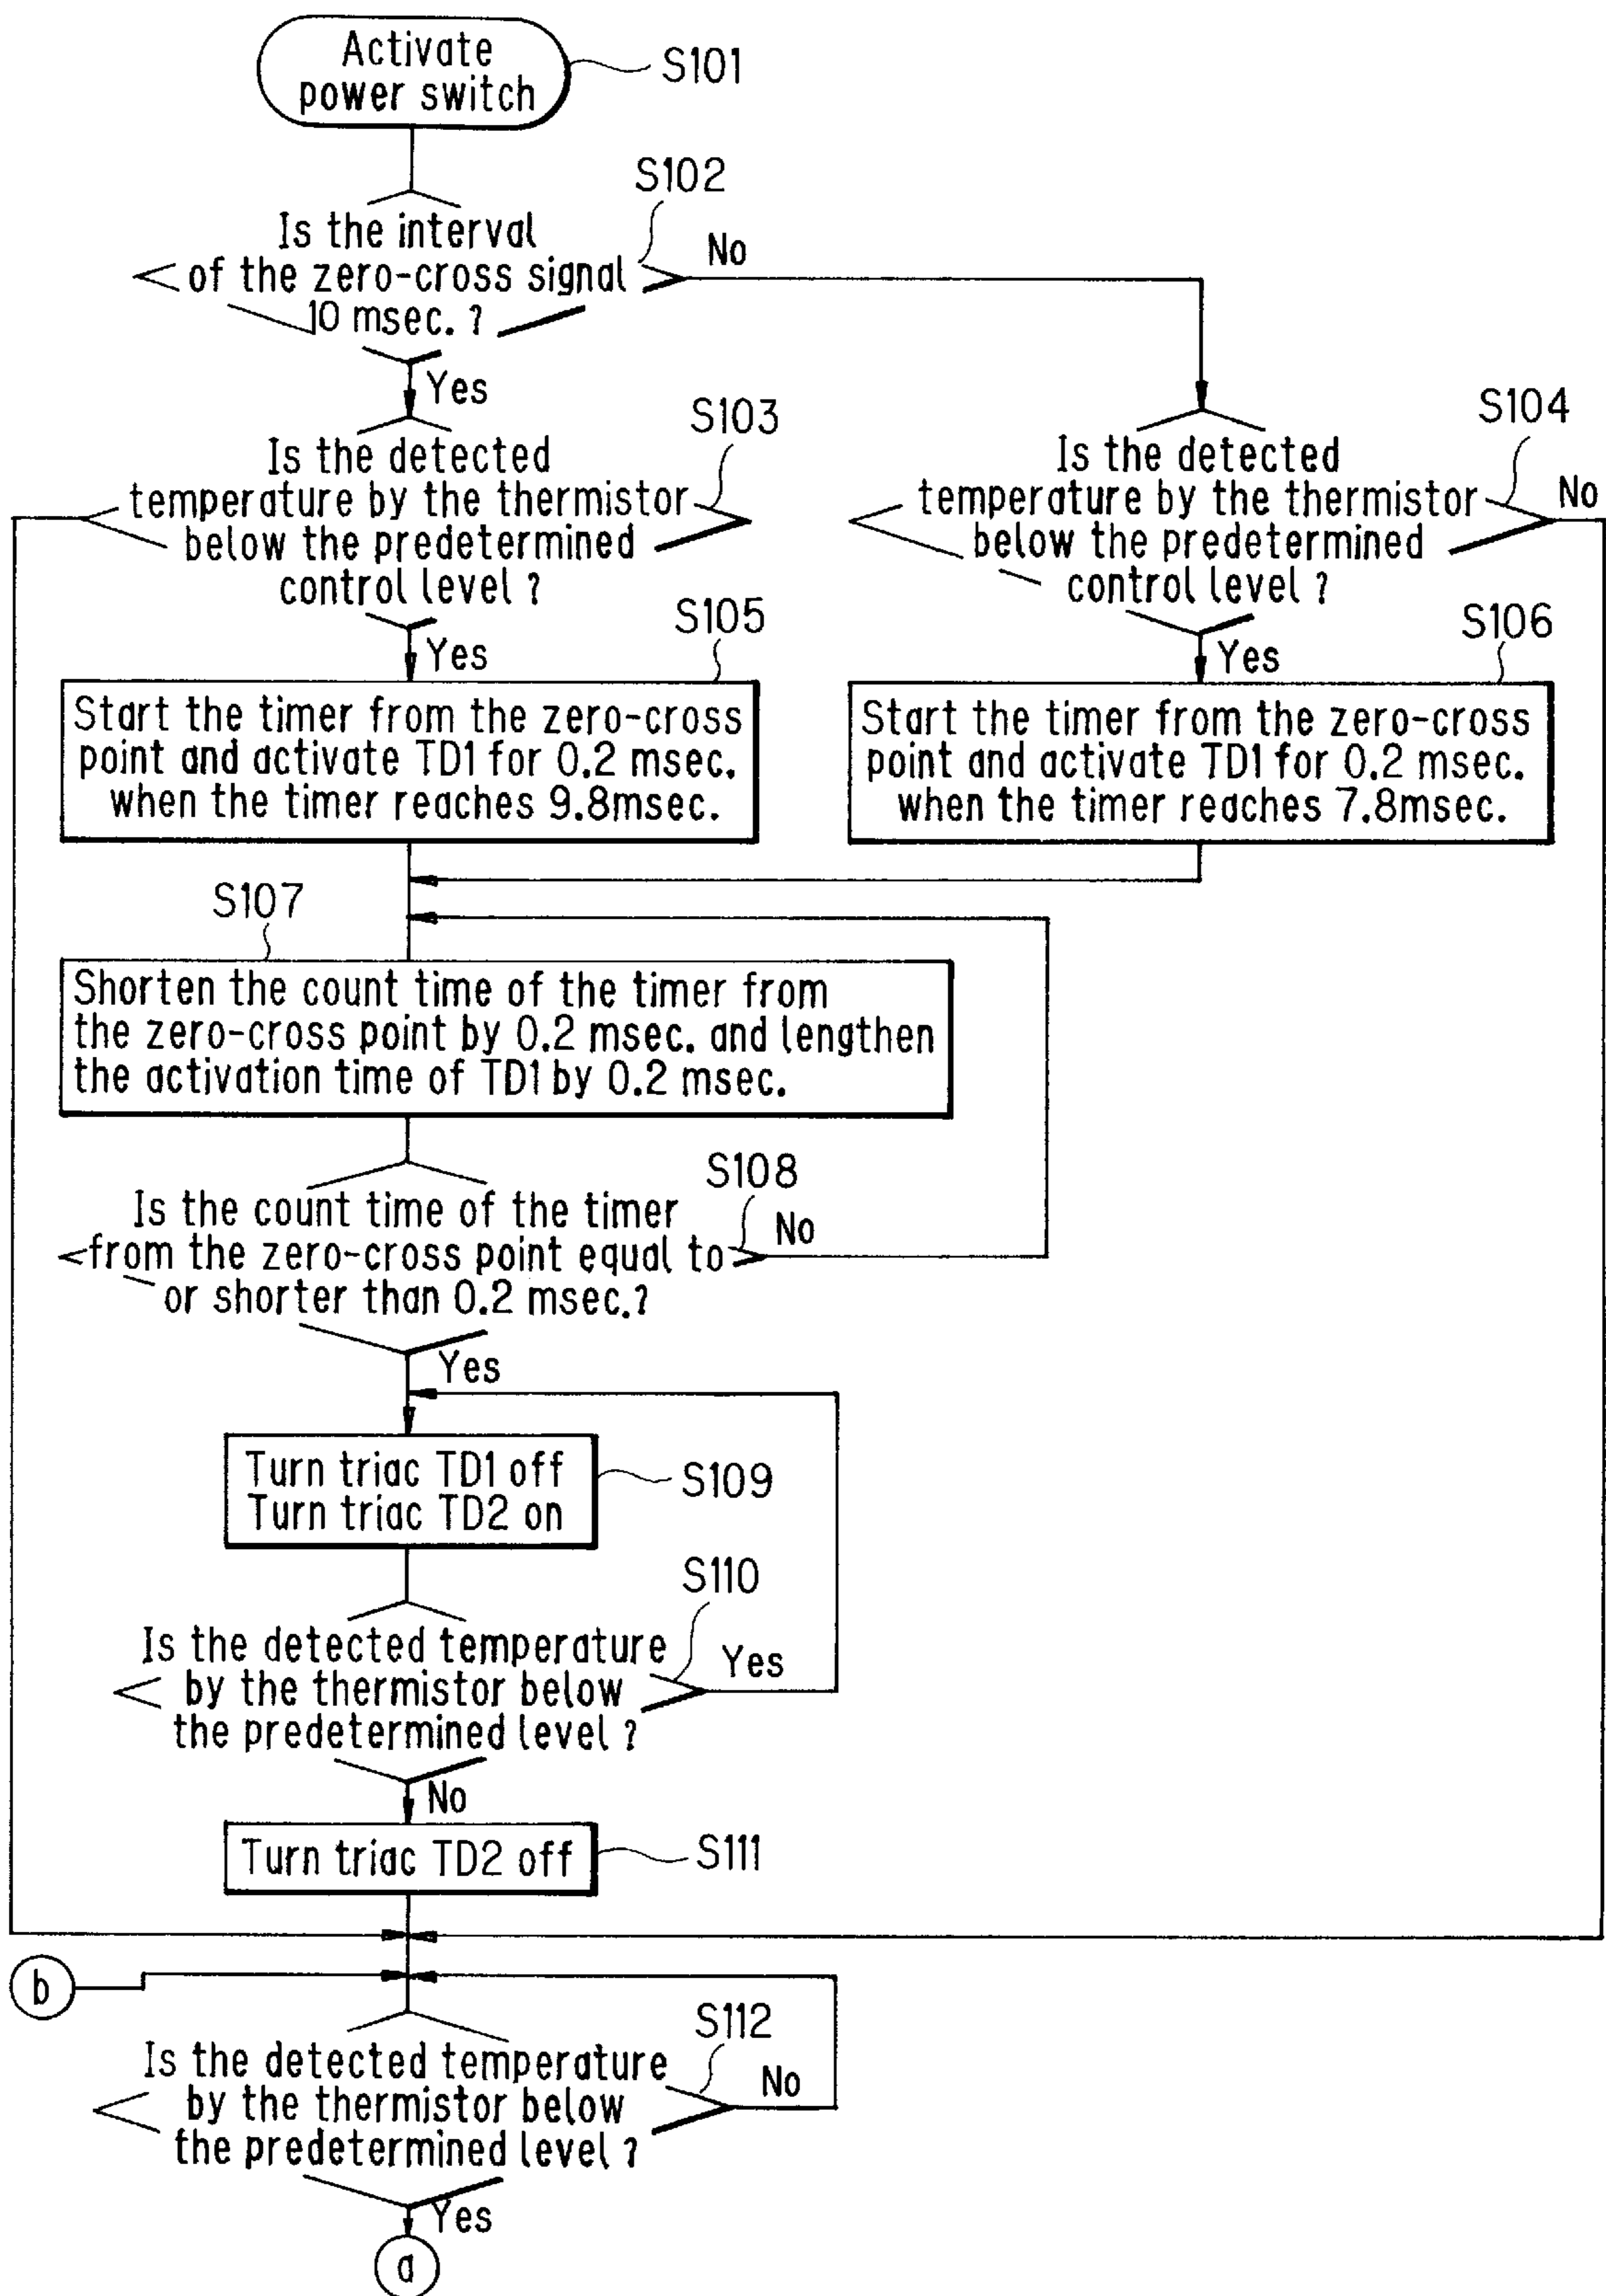 Activate
power switch
S101
S102
Is the interval
of the zero-cross signal
10 msec. ?
No
Yes
S103
Is the detected
temperature by the thermistor
below the predetermined
control level ?
S104
Is the detected
temperature by the thermistor
below the predetermined
control level ?
No
S105
Yes
S106
Yes
Start the timer from the zero-cross
point and activate TD1 for 0.2 msec.
when the timer reaches 9.8msec.
Start the timer from the zero-cross
point and activate TD1 for 0.2 msec.
when the timer reaches 7.8msec.
S107
Shorten the count time of the timer from
the zero-cross point by 0.2 msec. and lengthen
the activation time of TD1 by 0.2 msec.
S108
Is the count time of the timer
from the zero-cross point equal to
or shorter than 0.2 msec.?
No
Yes
Turn triac TD1 off
Turn triac TD2 on
S109
S110
Is the detected temperature
by the thermistor below
the predetermined level ?
Yes
No
Turn triac TD2 off
S111
b
S112
Is the detected temperature
by the thermistor below
the predetermined level ?
No
Yes
a